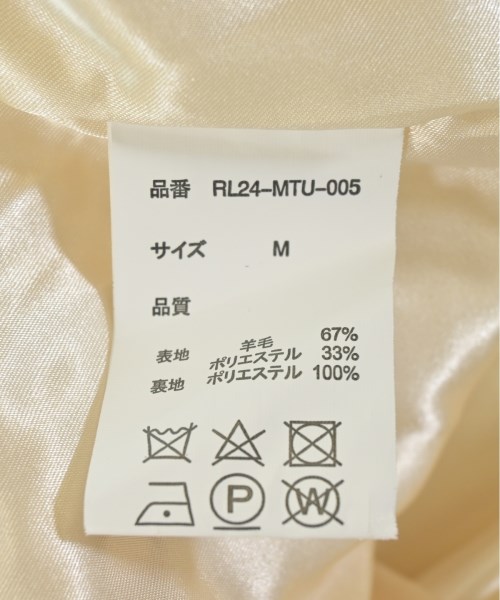 品番 RL24-MTU-005
サイズ M
品質
表地 羊毛 67%
ポリエステル 33%
裏地 ポリエステル 100%
P
W